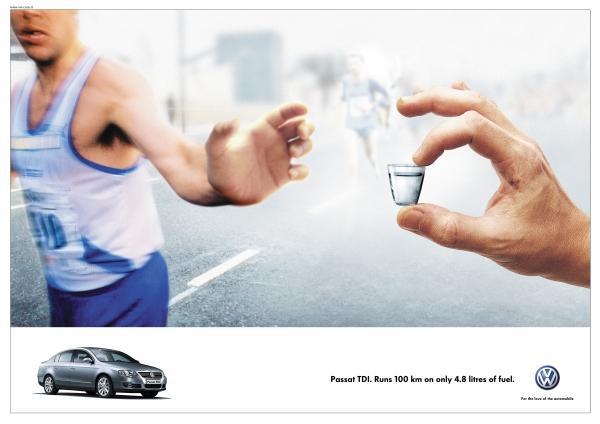 Passat TDI. Runs 100 km on only 4.8 litres of fuel.
For the love of the automobile